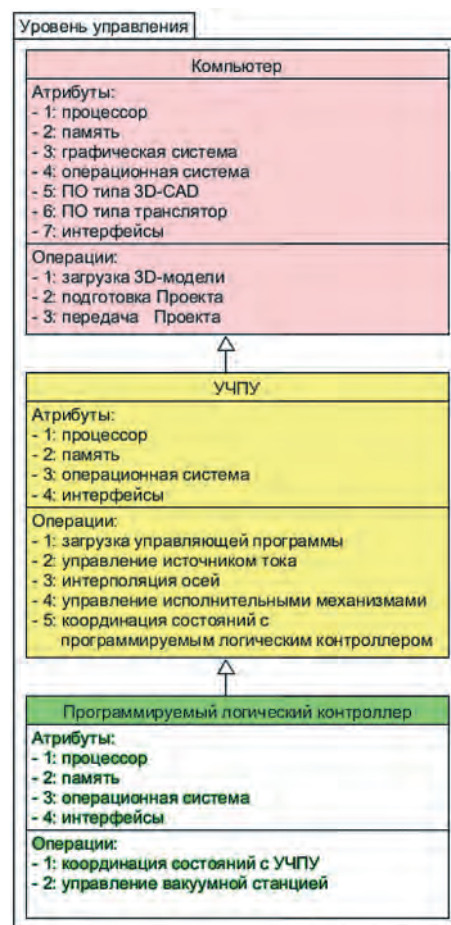 Уровень управления
Компьютер
Атрибуты:
- 1: процессор
- 2: память
- 3: графическая система
- 4: операционная система
- 5: ПО типа 3D-CAD
- 6: ПО типа транслятор
- 7: интерфейсы
Операции:
- 1: загрузка 3D-модели
- 2: подготовка Проекта
- 3: передача Проекта
УЧПУ
Атрибуты:
- 1: процессор
- 2: память
- 3: операционная система
- 4: интерфейсы
Операции:
- 1: загрузка управляющей программы
- 2: управление источником тока
- 3: интерполяция осей
- 4: управление исполнительными механизмами
- 5: координация состояний с
программируемым логическим контроллером
Программируемый логический контроллер
Атрибуты:
- 1: процессор
- 2: память
- 3: операционная система
- 4: интерфейсы
Операции:
- 1: координация состояний с УЧПУ
- 2: управление вакуумной станцией